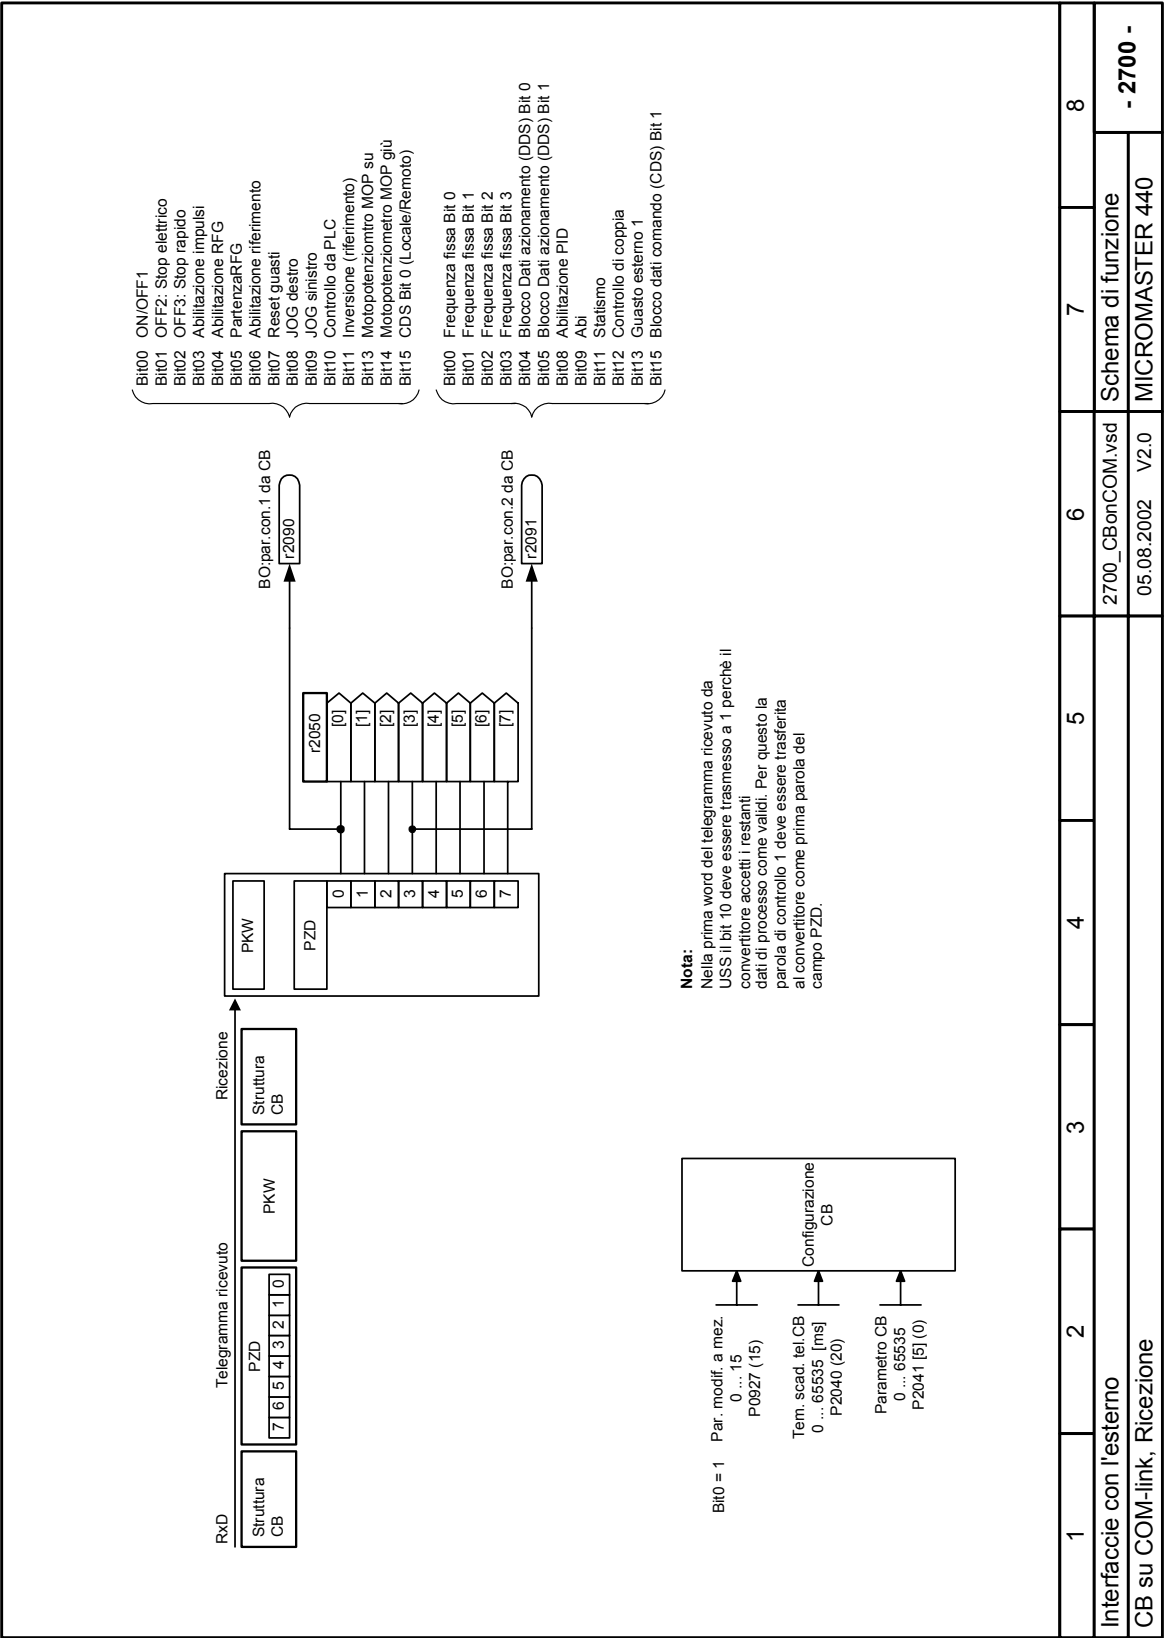 RxD
Telegramma ricevuto
Ricezione
Struttura
CB
PZD
7 6 5 4 3 2 1 0
PKW
Struttura
CB
PKW
PZD
0
1
2
3
4
5
6
7
r2050
[0]
[1]
[2]
[3]
[4]
[5]
[6]
[7]
BO:par.con.1 da CB
r2090
BO:par.con.2 da CB
r2091
Bit00 ON/OFF1
Bit01 OFF2: Stop elettrico
Bit02 OFF3: Stop rapido
Bit03 Abilitazione impulsi
Bit04 Abilitazione RFG
Bit05 PartenzaRFG
Bit06 Abilitazione riferimento
Bit07 Reset guasti
Bit08 JOG destro
Bit09 JOG sinistro
Bit10 Controllo da PLC
Bit11 Inversione (riferimento)
Bit13 Motopotenziomtro MOP su
Bit14 Motopotenziometro MOP giù
Bit15 CDS Bit 0 (Locale/Remoto)
Bit00 Frequenza fissa Bit 0
Bit01 Frequenza fissa Bit 1
Bit02 Frequenza fissa Bit 2
Bit03 Frequenza fissa Bit 3
Bit04 Blocco Dati azionamento (DDS) Bit 0
Bit05 Blocco Dati azionamento (DDS) Bit 1
Bit08 Abilitazione PID
Bit09 Abi
Bit11 Statismo
Bit12 Controllo di coppia
Bit13 Guasto esterno 1
Bit15 Blocco dati comando (CDS) Bit 1
Bit0 = 1 Par. modif. a mez.
0 ... 15
P0927 (15)
Tem. scad. tel.CB
0 ... 65535 [ms]
P2040 (20)
Parametro CB
0 ... 65535
P2041 [5] (0)
Configurazione
CB
Nota:
Nella prima word del telegramma ricevuto da
USS il bit 10 deve essere trasmesso a 1 perchè il
convertitore accetti i restanti
dati di processo come validi. Per questo la
parola di controllo 1 deve essere trasferita
al convertitore come prima parola del
campo PZD.
1 2 3 4 5 6 7 8
Interfaccie con l'esterno
2700_CBonCOM.vsd
Schema di funzione
- 2700 -
CB su COM-link, Ricezione
05.08.2002 V2.0
MICROMASTER 440